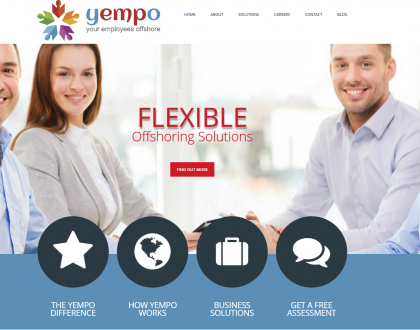 yempo
your employees offshore
HOME ABOUT SOLUTIONS CAREERS CONTACT BLOG
FLEXIBLE
Offshoring Solutions
FIND OUT MORE
THE YEMPO
DIFFERENCE
HOW YEMPO
WORKS
BUSINESS
SOLUTIONS
GET A FREE
ASSESSMENT